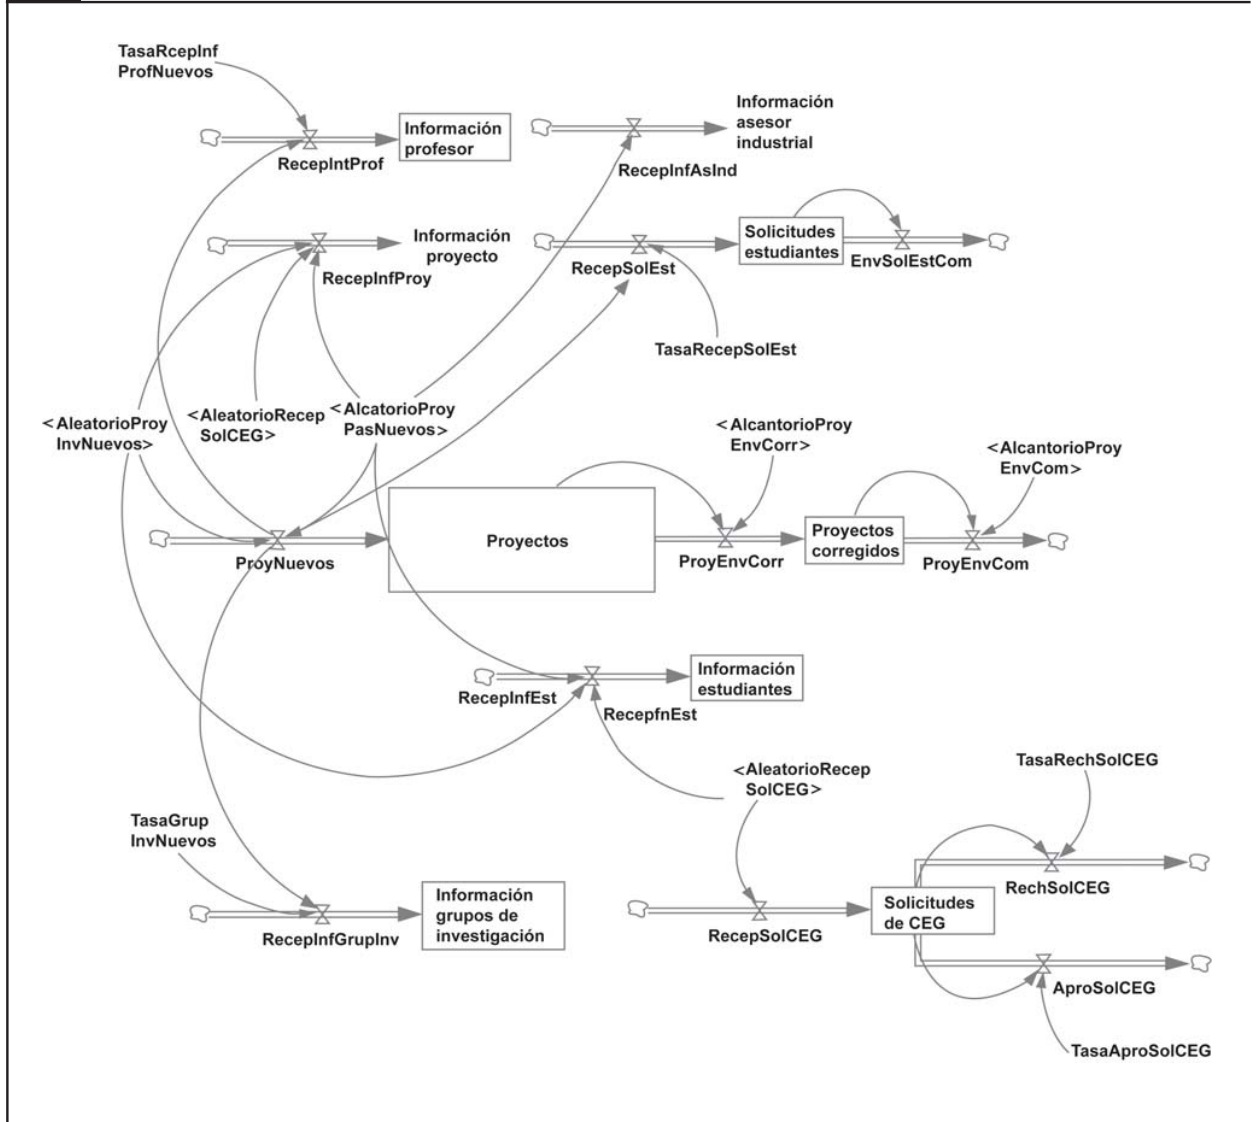 TasaRcepInf
ProfNuevos
Información
profesor
RecepIntProf
Información
asesor
industrial
RecepInfAsInd
Información
proyecto
RecepInfProy
Solicitudes
estudiantes
RecepSolEst
EnvSolEstCom
TasaRecepSolEst
<AleatorioProy
InvNuevos>
<AleatorioRecep
SolCEG>
<AlcatorioProy
PasNuevos>
<AlcantorioProy
EnvCorr>
<AlcantorioProy
EnvCom>
Proyectos
Proyectos
corregidos
ProyNuevos
ProyEnvCorr
ProyEnvCom
Información
estudiantes
RecepInfEst
RecepfnEst
<AleatorioRecep
SolCEG>
TasaRechSolCEG
TasaGrup
InvNuevos
RechSolCEG
Información
grupos de
investigación
RecepInfGrupInv
Solicitudes
de CEG
RecepSolCEG
AproSolCEG
TasaAproSolCEG